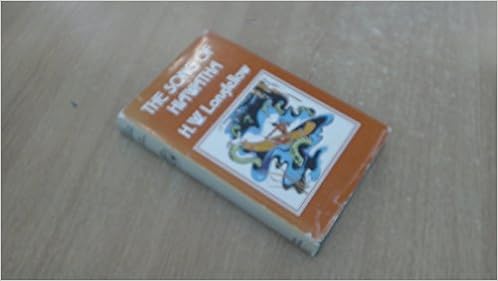 THE SONG OF
HIAWATHA
H.W. Longfellow